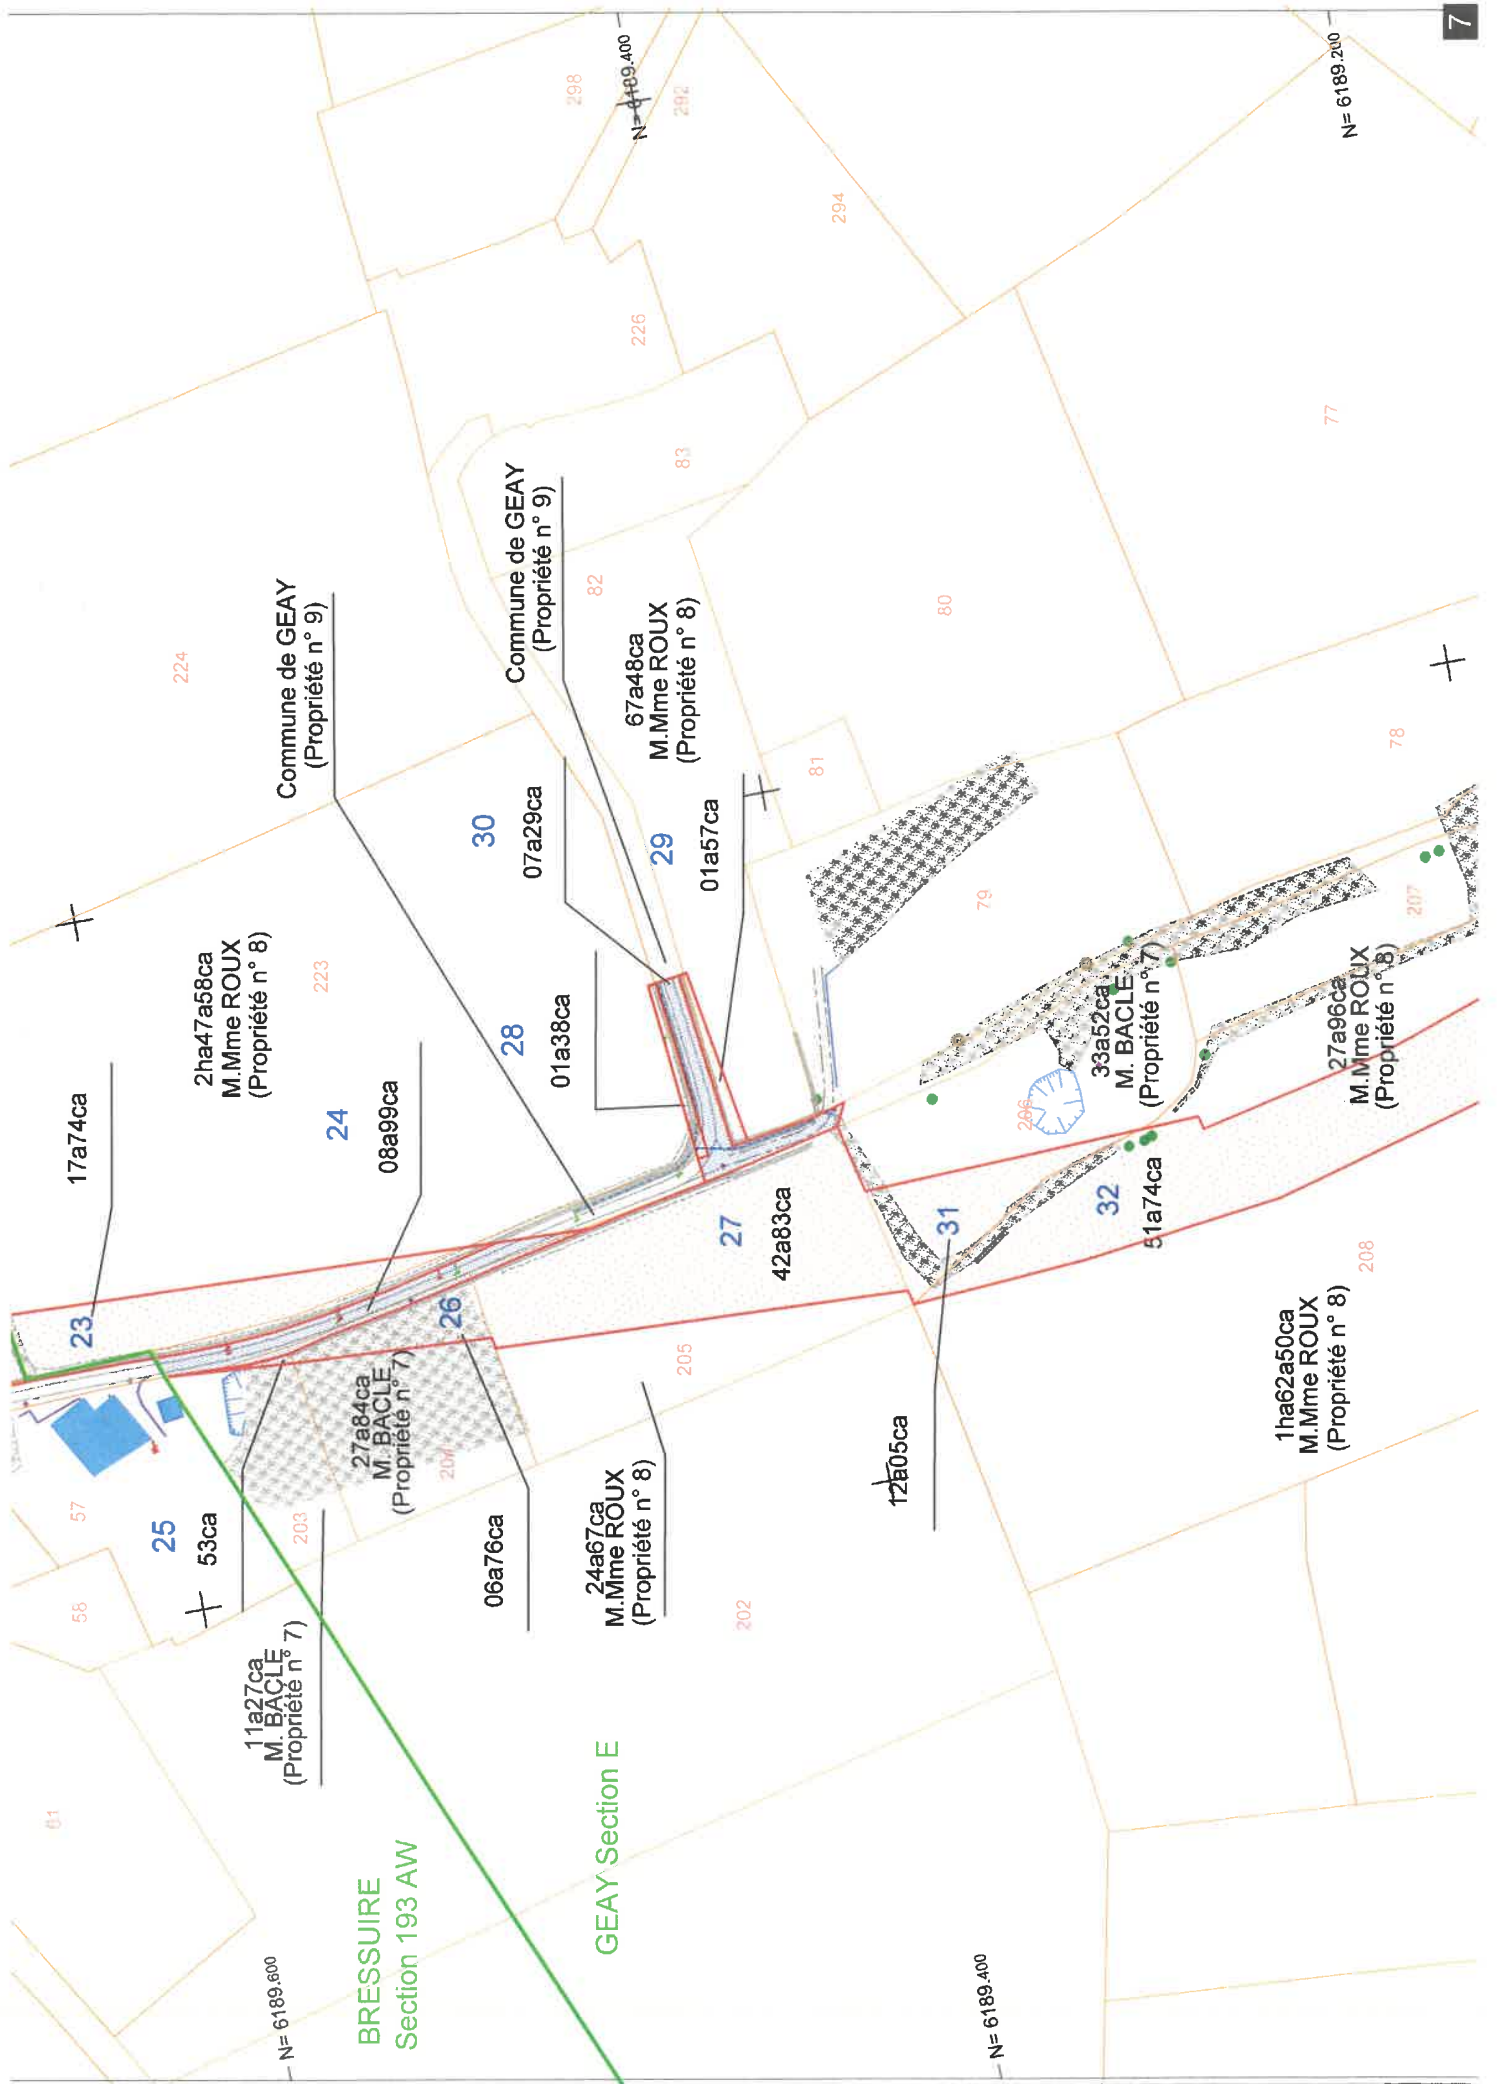 7
N= 6189.400
N= 6189.200
298
292
294
226
77
83
224
Commune de GEAY
(Propriété n° 9)
Commune de GEAY
(Propriété n° 9)
82
80
67a48ca
M.Mme ROUX
(Propriété n° 8)
81
78
30
07a29ca
29
01a57ca
2ha47a58ca
M.Mme ROUX
(Propriété n° 8)
223
79
207
17a74ca
24
08a99ca
28
01a38ca
33a52ca
M. BACLE
(Propriété n° 7)
206
27a96ca
M.Mme ROUX
(Propriété n° 8)
23
26
27
42a83ca
31
32
51a74ca
208
205
27a84ca
M. BACLE
(Propriété n° 7)
12a05ca
1ha62a50ca
M.Mme ROUX
(Propriété n° 8)
57
25
53ca
203
06a76ca
24a67ca
M.Mme ROUX
(Propriété n° 8)
58
202
11a27ca
M. BACLE
(Propriété n° 7)
61
BRESSUIRE
Section 193 AW
GEAY Section E
N= 6189.600
N= 6189.400